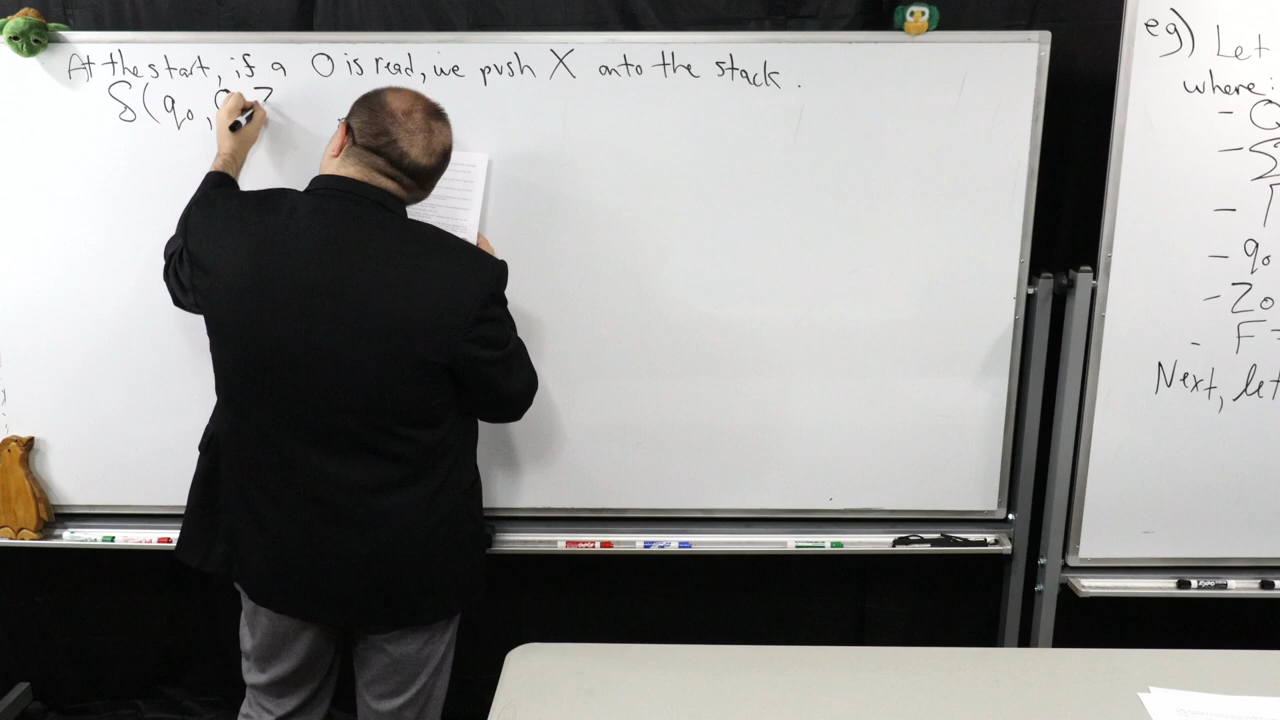 At the start, if a 0 is read, we push X onto the stack.
δ(q₀, 0, Z
eg) Let
where:
- Q
- Σ
- Γ
- q₀
- Z₀
- F =
Next, let